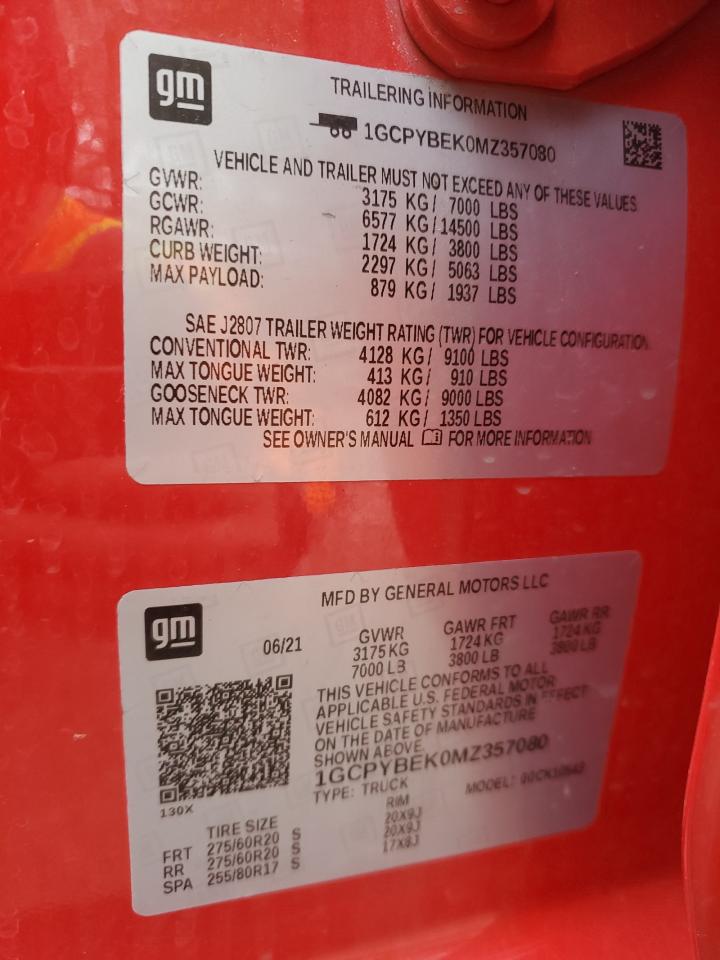 gm
TRAILERING INFORMATION
1GCPYBEK0MZ357080
VEHICLE AND TRAILER MUST NOT EXCEED ANY OF THESE VALUES
GVWR: 3175 KG/ 7000 LBS
GCWR: 6577 KG/14500 LBS
RGAWR: 1724 KG/ 3800 LBS
CURB WEIGHT: 2297 KG/ 5063 LBS
MAX PAYLOAD: 879 KG/ 1937 LBS
SAE J2807 TRAILER WEIGHT RATING (TWR) FOR VEHICLE CONFIGURATION
CONVENTIONAL TWR: 4128 KG/ 9100 LBS
MAX TONGUE WEIGHT: 413 KG/ 910 LBS
GOOSENECK TWR: 4082 KG/ 9000 LBS
MAX TONGUE WEIGHT: 612 KG/ 1350 LBS
SEE OWNER'S MANUAL FOR MORE INFORMATION
gm
MFD BY GENERAL MOTORS LLC
06/21 GVWR GAWR FRT GAWR RR
3175 KG 1724 KG 1724 KG
7000 LB 3800 LB 3800 LB
THIS VEHICLE CONFORMS TO ALL
APPLICABLE U.S. FEDERAL MOTOR
VEHICLE SAFETY STANDARDS IN EFFECT
ON THE DATE OF MANUFACTURE
SHOWN ABOVE.
1GCPYBEK0MZ357080
TYPE: TRUCK MODEL:
130X
TIRE SIZE RIM
FRT 275/60R20 S 20X9J
RR 275/60R20 S 20X9J
SPA 255/80R17 S 17X8J